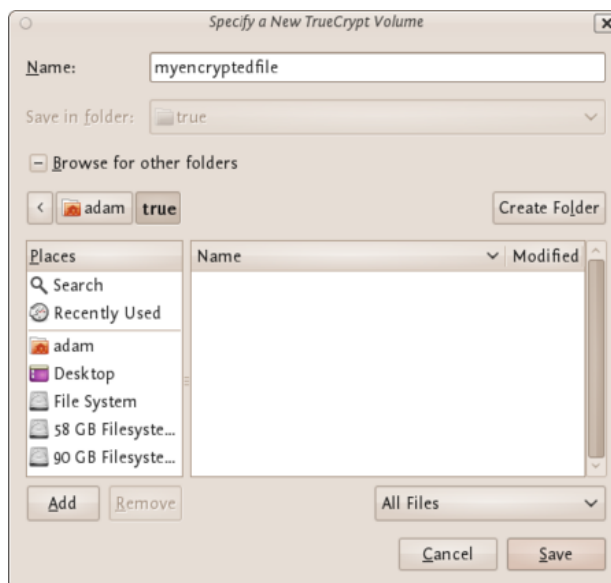 Specify a New TrueCrypt Volume
Name: myencryptedfile
Save in folder: true
Browse for other folders
< adam true Create Folder
Places Name Modified
Search
Recently Used
adam
Desktop
File System
58 GB Filesyste...
90 GB Filesyste...
Add Remove All Files
Cancel Save